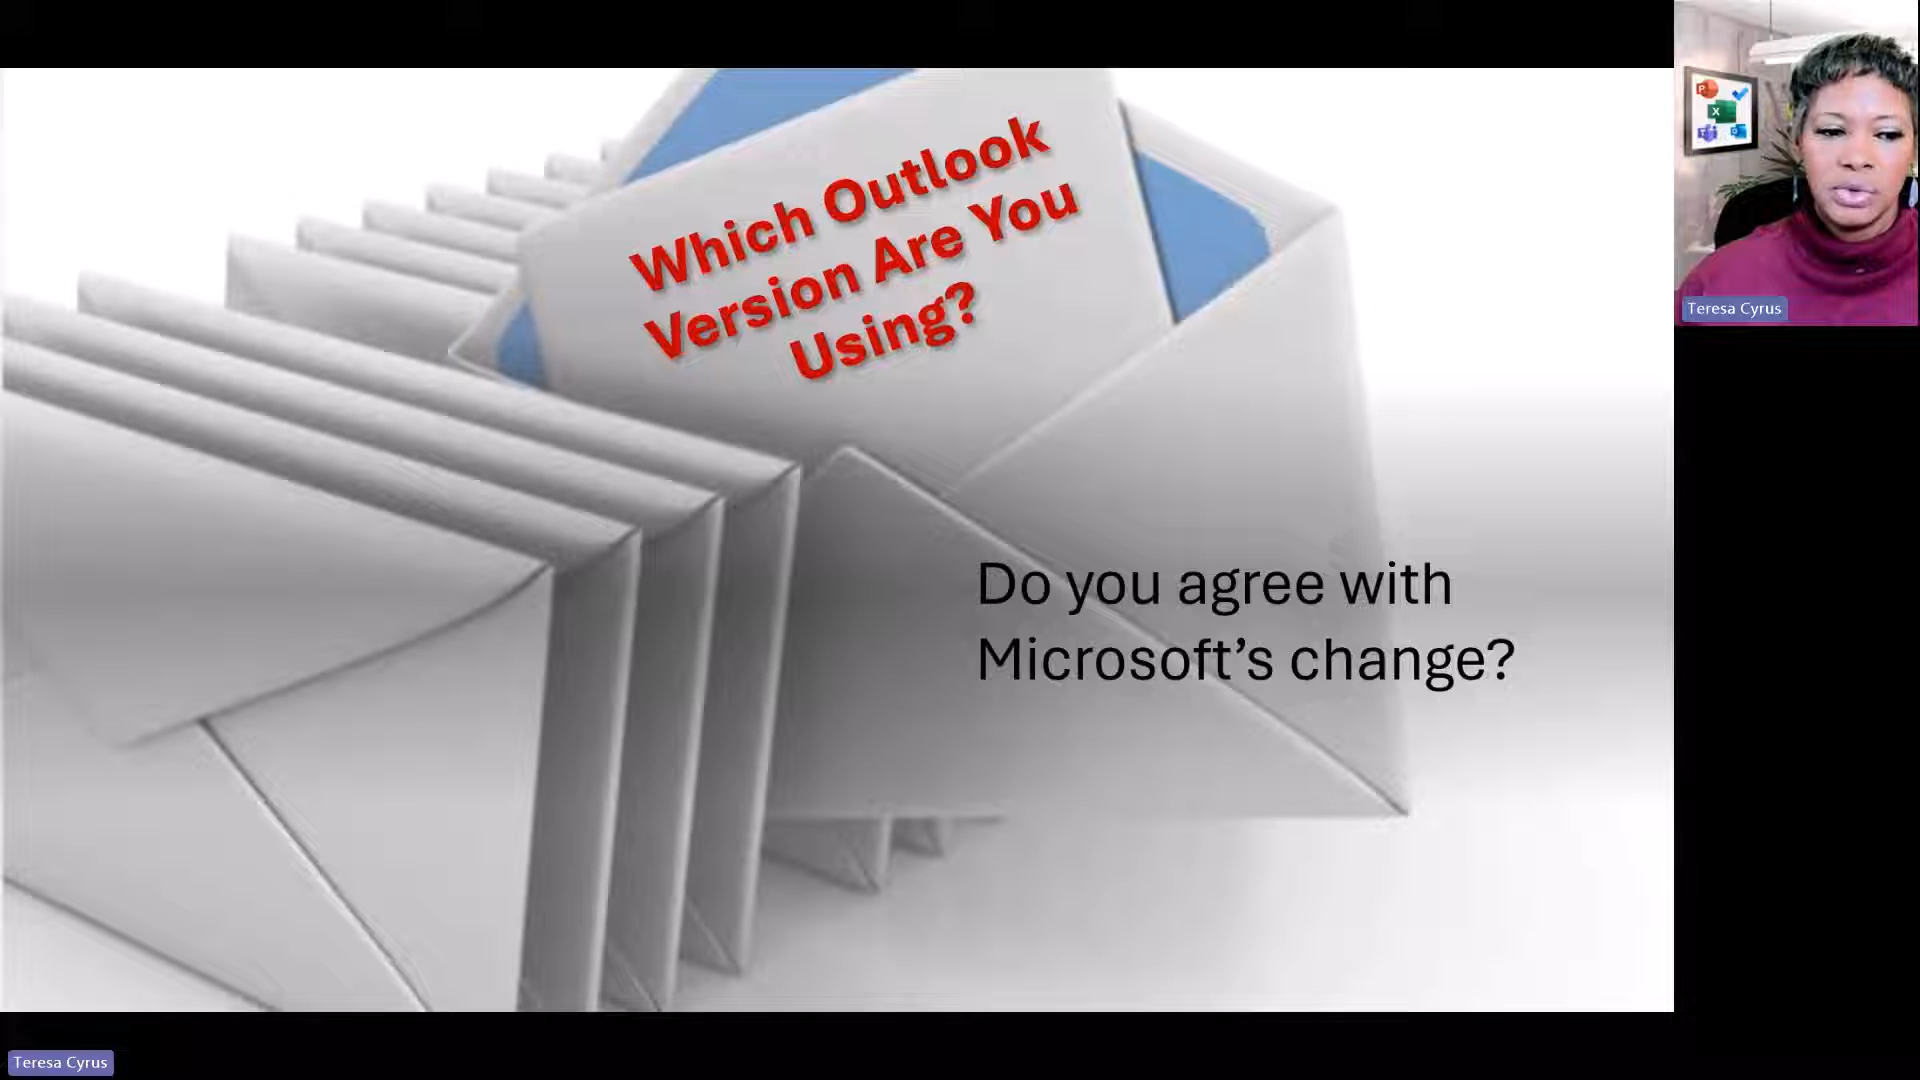 Which Outlook
Version Are You
Using?
Do you agree with
Microsoft's change?
Teresa Cyrus
Teresa Cyrus